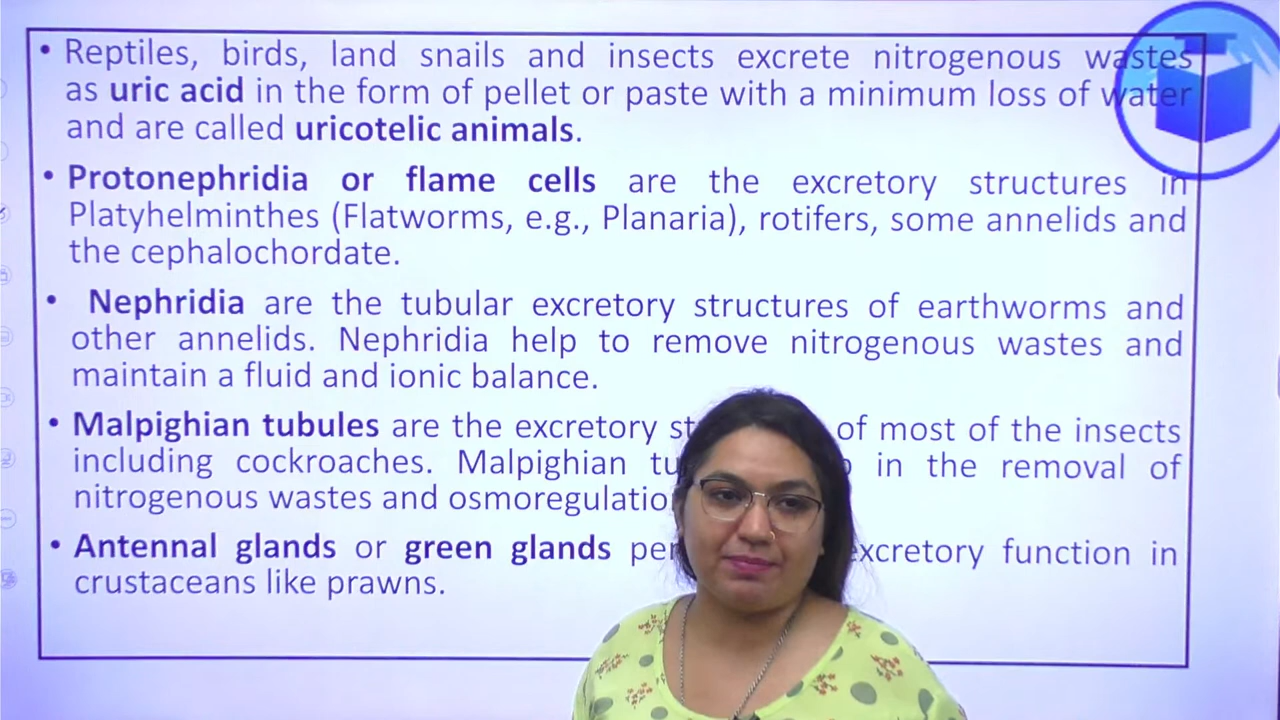 • Reptiles, birds, land snails and insects excrete nitrogenous wastes
as uric acid in the form of pellet or paste with a minimum loss of water
and are called uricotelic animals.
• Protonephridia or flame cells are the excretory structures in
Platyhelminthes (Flatworms, e.g., Planaria), rotifers, some annelids and
the cephalochordate.
• Nephridia are the tubular excretory structures of earthworms and
other annelids. Nephridia help to remove nitrogenous wastes and
maintain a fluid and ionic balance.
• Malpighian tubules are the excretory of most of the insects
including cockroaches. Malpighian in the removal of
nitrogenous wastes and
• Antennal glands or green glands excretory function in
crustaceans like prawns.